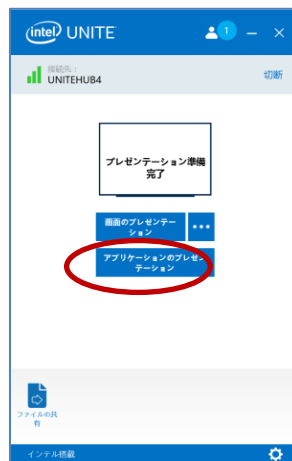 intel UNITE
1
接続先：
UNITEHUB4
切断
プレゼンテーション準備
完了
画面のプレゼンテー
ション
アプリケーションのプレゼン
テーション
ファイルの共
有
インテル搭載